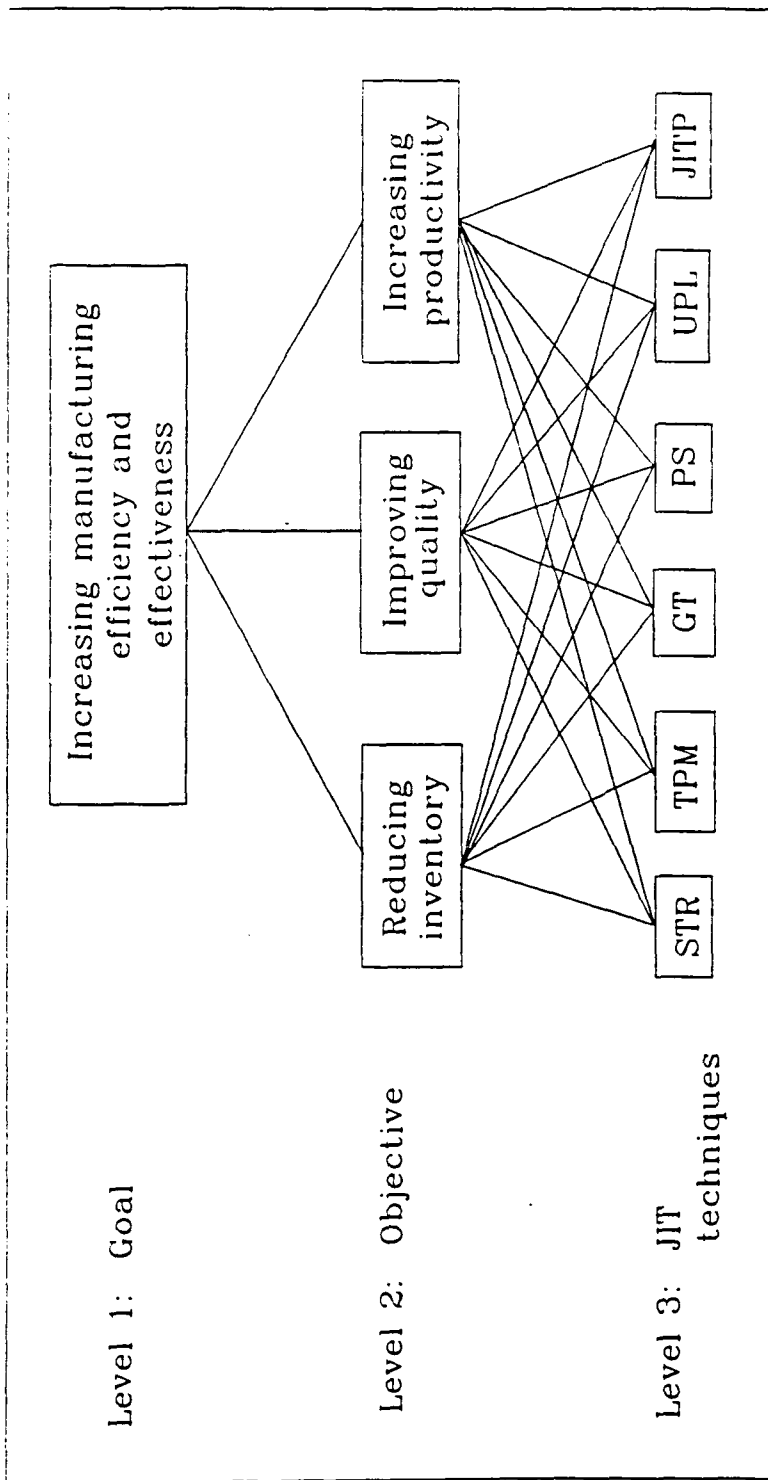 Level 1: Goal
Increasing manufacturing
efficiency and
effectiveness
Level 2: Objective
Reducing
inventory
Improving
quality
Increasing
productivity
Level 3: JIT
techniques
STR
TPM
GT
PS
UPL
JITP